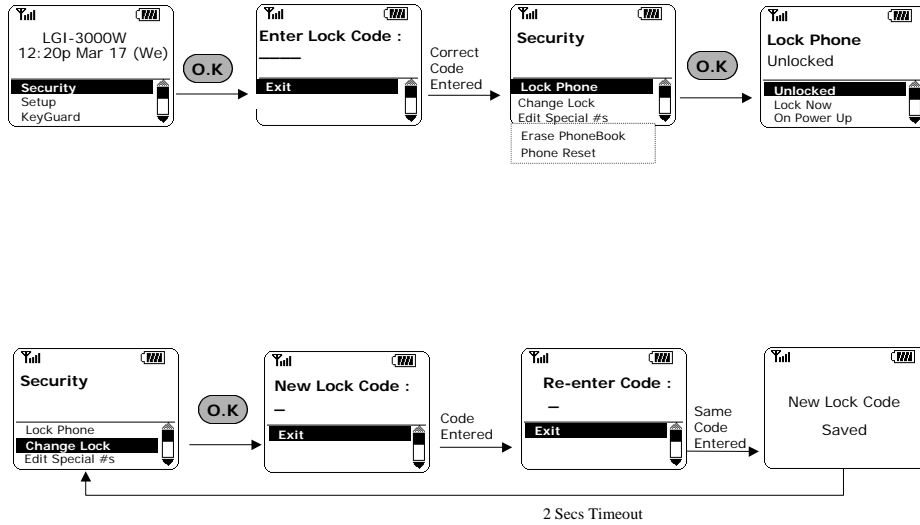 LGI-3000W
12:20p Mar 17 (We)
Security
Setup
KeyGuard
O.K
Enter Lock Code :
____
Exit
Correct
Code
Entered
Security
Lock Phone
Change Lock
Edit Special #s
Erase PhoneBook
Phone Reset
O.K
Lock Phone
Unlocked
Unlocked
Lock Now
On Power Up
Security
Lock Phone
Change Lock
Edit Special #s
O.K
New Lock Code :
_
Exit
Code
Entered
Re-enter Code :
_
Exit
Same
Code
Entered
New Lock Code
Saved
2 Secs Timeout